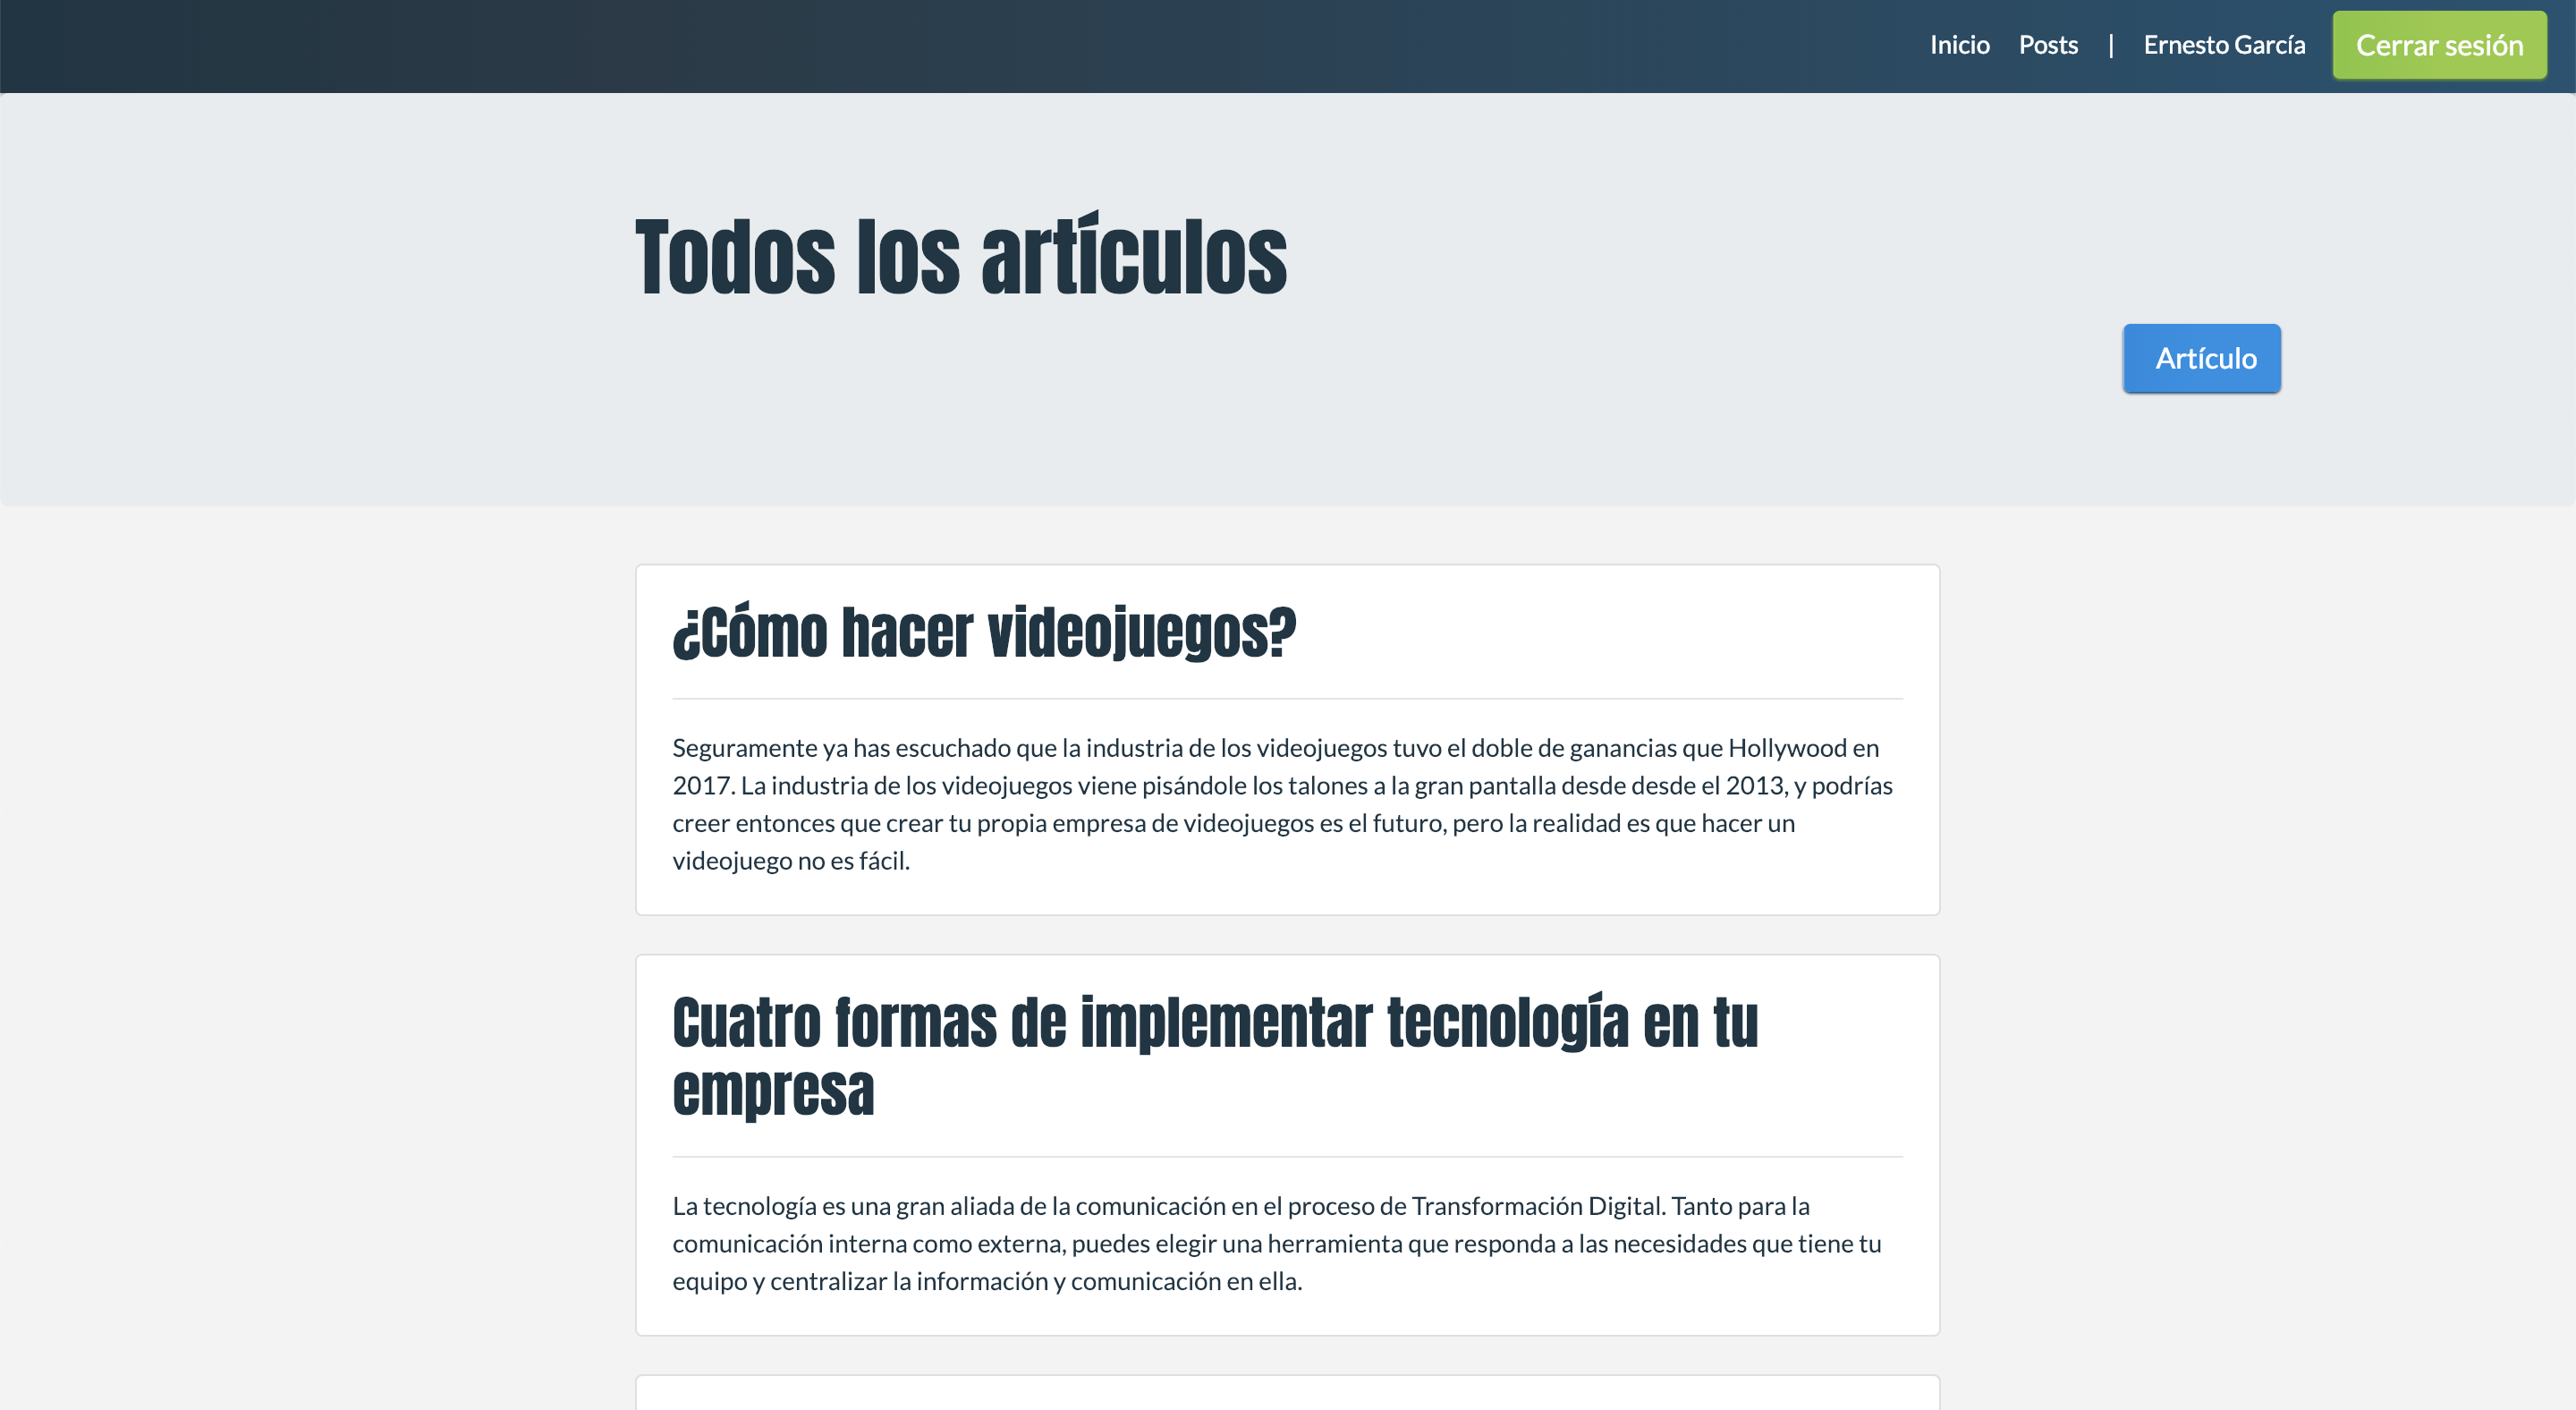 Inicio Posts | Ernesto García Cerrar sesión
Todos los artículos
Artículo
¿Cómo hacer videojuegos?
Seguramente ya has escuchado que la industria de los videojuegos tuvo el doble de ganancias que Hollywood en
2017. La industria de los videojuegos viene pisándole los talones a la gran pantalla desde desde el 2013, y podrías
creer entonces que crear tu propia empresa de videojuegos es el futuro, pero la realidad es que hacer un
videojuego no es fácil.
Cuatro formas de implementar tecnología en tu
empresa
La tecnología es una gran aliada de la comunicación en el proceso de Transformación Digital. Tanto para la
comunicación interna como externa, puedes elegir una herramienta que responda a las necesidades que tiene tu
equipo y centralizar la información y comunicación en ella.